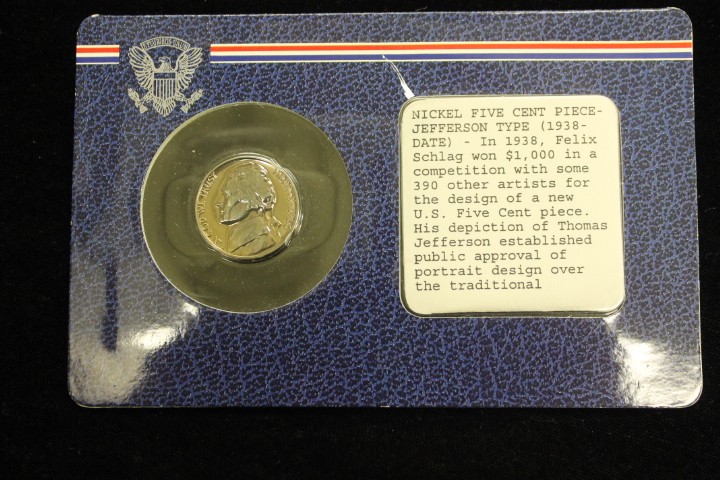 NICKEL FIVE CENT PIECE-
JEFFERSON TYPE (1938-
DATE) - In 1938, Felix
Schlag won $1,000 in a
competition with some
390 other artists for
the design of a new
U.S. Five Cent piece.
His depiction of Thomas
Jefferson established
public approval of
portrait design over
the traditional